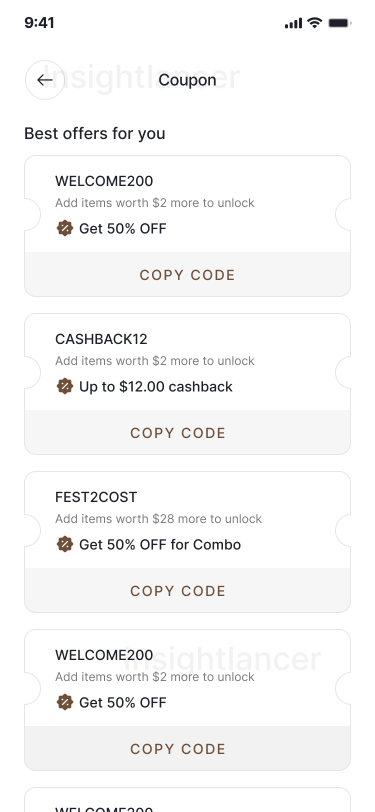 9:41
Insightlancer
Coupon
Best offers for you
WELCOME200
Add items worth $2 more to unlock
Get 50% OFF
COPY CODE
CASHBACK12
Add items worth $2 more to unlock
Up to $12.00 cashback
COPY CODE
FEST2COST
Add items worth $28 more to unlock
Get 50% OFF for Combo
COPY CODE
WELCOME200
Insightlancer
Add items worth $2 more to unlock
Get 50% OFF
COPY CODE
WELCOME200